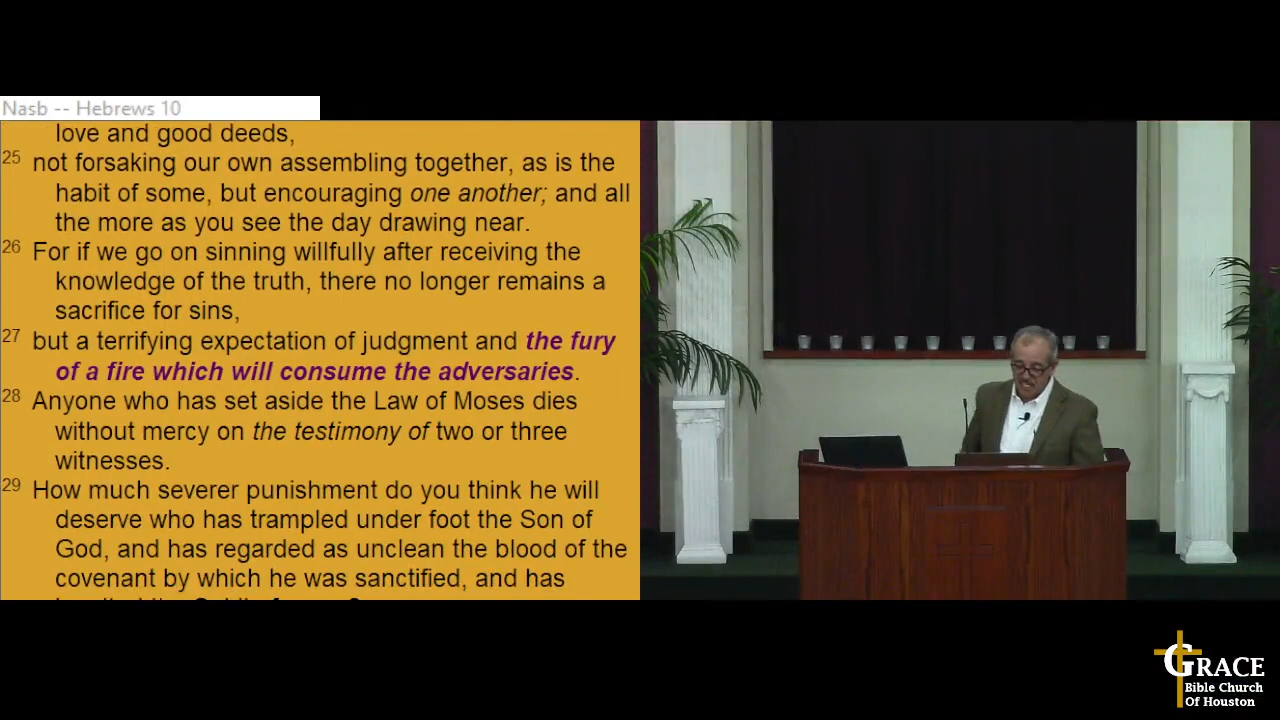 Nasb -- Hebrews 10
love and good deeds,
25 not forsaking our own assembling together, as is the
habit of some, but encouraging one another; and all
the more as you see the day drawing near.
26 For if we go on sinning willfully after receiving the
knowledge of the truth, there no longer remains a
sacrifice for sins,
27 but a terrifying expectation of judgment and the fury
of a fire which will consume the adversaries.
28 Anyone who has set aside the Law of Moses dies
without mercy on the testimony of two or three
witnesses.
29 How much severer punishment do you think he will
deserve who has trampled under foot the Son of
God, and has regarded as unclean the blood of the
covenant by which he was sanctified, and has
GRACE
Bible Church
Of Houston